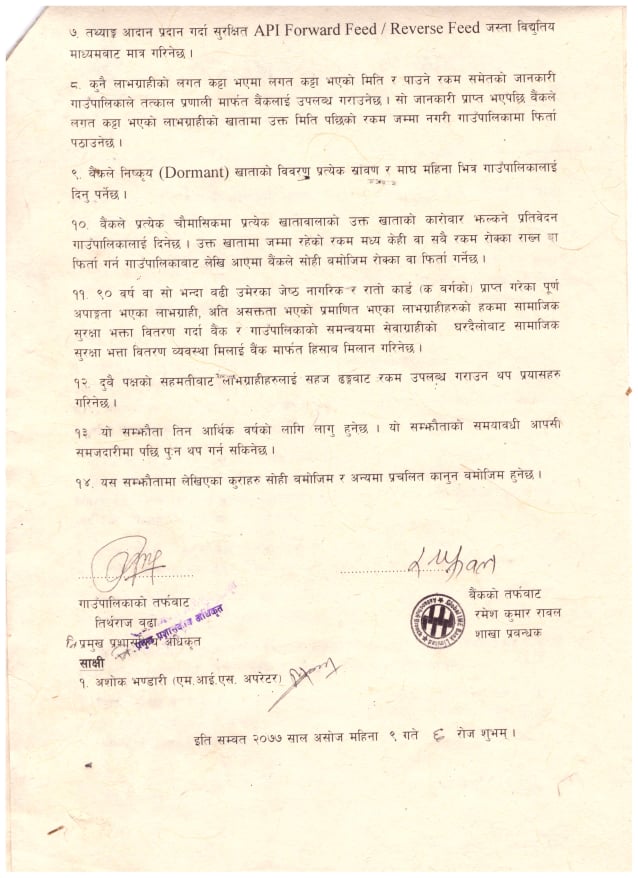 ७. तथ्याङ्क आदान प्रदान गर्दा सुरक्षित API Forward Feed / Reverse Feed जस्ता विद्युतिय
माध्यमबाट मात्र गरिनेछ ।
८. कुनै लाभग्राहीको लगत कट्टा भएमा लगत कट्टा भएको मिति र पाउने रकम समेतको जानकारी
गाउँपालिकाले तत्काल प्रणाली मार्फत बैंकलाई उपलब्ध गराउनेछ । सो जानकारी प्राप्त भएपछि बैंकले
लगत कट्टा भएको लाभग्राहीको खातामा उक्त मिति पछिको रकम जम्मा नगरी गाउँपालिकामा फिर्ता
पठाउनेछ ।
९. बैंकले निष्कृय (Dormant) खाताको विवरण प्रत्येक स्रावण र माघ महिना भित्र गाउँपालिकालाई
दिनु पर्नेछ ।
१०. बैंकले प्रत्येक चौमासिकमा प्रत्येक खातावालाको उक्त खाताको कारोवार झल्कने प्रतिवेदन
गाउँपालिकालाई दिनेछ । उक्त खातामा जम्मा रहेको रकम मध्य केही वा सवै रकम रोक्का राख्न वा
फिर्ता गर्न गाउँपालिकाबाट लेखि आएमा बैंकले सोही बमोजिम रोक्का वा फिर्ता गर्नेछ ।
११. ९० वर्ष वा सो भन्दा बढी उमेरका जेष्ठ नागरिक र रातो कार्ड (क बर्गको) प्राप्त गरेका पूर्ण
अपाङ्गता भएका लाभग्राही, अति असक्तता भएको प्रमाणित भएका लाभग्राहीहरुको हकमा सामाजिक
सुरक्षा भक्ता वितरण गर्दा बैंक र गाउँपालिकाको समन्वयमा सेवाग्राहीको घरदैलोबाट सामाजिक
सुरक्षा भत्ता वितरण व्यवस्था मिलाई बैंक मार्फत हिसाव मिलान गरिनेछ ।
१२. दुवै पक्षको सहमतीबाट लाभग्राहीहरुलाई सहज ढङ्गबाट रकम उपलब्ध गराउन थप प्रयासहरु
गरिनेछ ।
१३. यो सम्झौता तिन आर्थिक वर्षको लागि लागु हुनेछ । यो सम्झौताको समयावधी आपसी
समजदारीमा पछि पुःन थप गर्न सकिनेछ ।
१४. यस सम्झौतामा लेखिएका कुराहरु सोही बमोजिम र अन्यमा प्रचलित कानुन बमोजिम हुनेछ ।
गाउँपालिकाको तर्फबाट
बैंकको तर्फबाट
तिर्थराज बुढा
रमेश कुमार रावल
प्रमुख प्रशासकीय अधिकृत
शाखा प्रवन्धक
साक्षी
१. अशोक भण्डारी (एम.आई.एस. अपरेटर)
इति सम्बत २०७७ साल असोज महिना ९ गते ६ रोज शुभम् ।